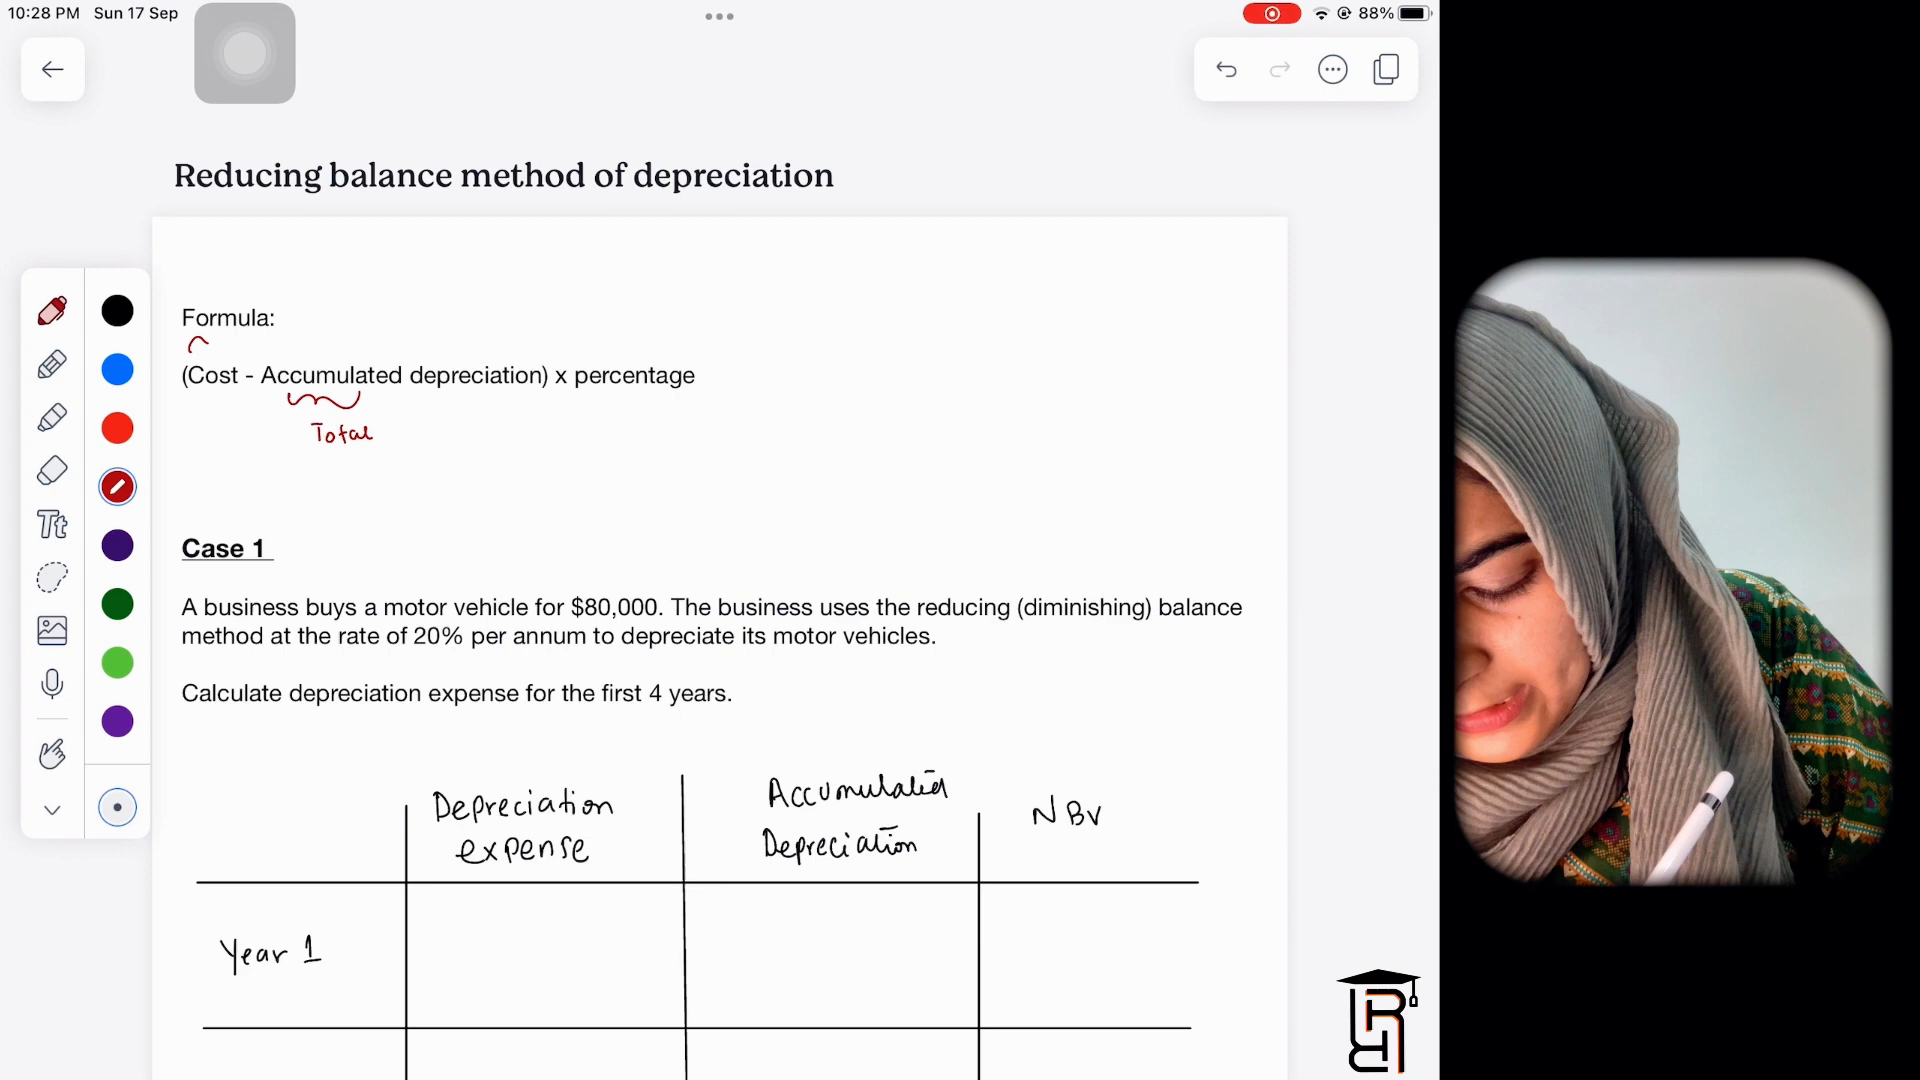 10:28 PM Sun 17 Sep
88%
Reducing balance method of depreciation
Formula:
(Cost - Accumulated depreciation) x percentage
Total
Case 1
A business buys a motor vehicle for $80,000. The business uses the reducing (diminishing) balance
method at the rate of 20% per annum to depreciate its motor vehicles.
Calculate depreciation expense for the first 4 years.
Depreciation
expense
Accumulated
Depreciation
NBV
Year 1
Tt